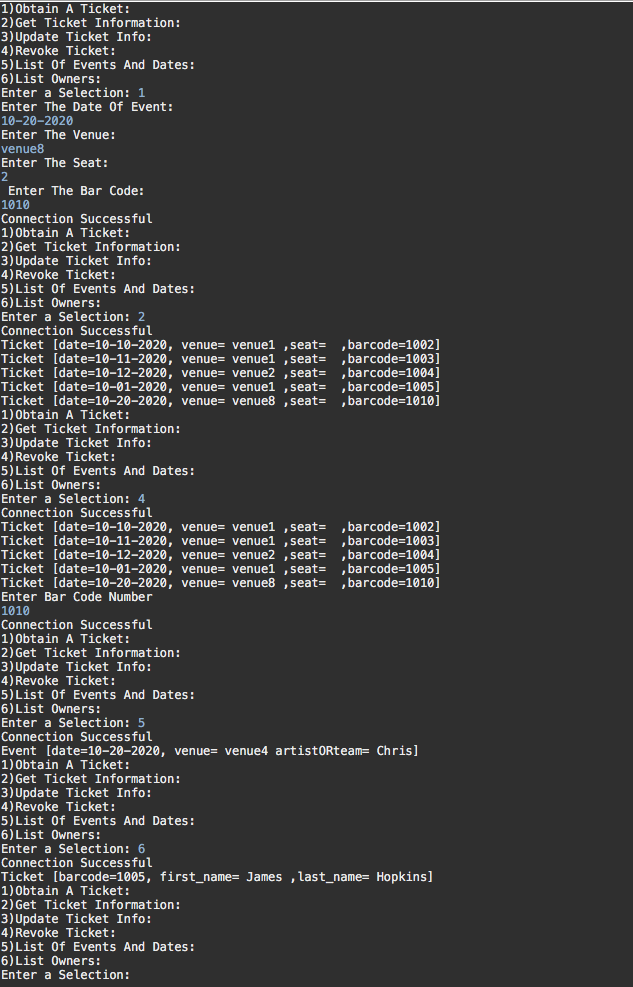 1)Obtain A Ticket:
2)Get Ticket Information:
3)Update Ticket Info:
4)Revoke Ticket:
5)List Of Events And Dates:
6)List Owners:
Enter a Selection: 1
Enter The Date Of Event:
10-20-2020
Enter The Venue:
venue8
Enter The Seat:
2
 Enter The Bar Code:
1010
Connection Successful
1)Obtain A Ticket:
2)Get Ticket Information:
3)Update Ticket Info:
4)Revoke Ticket:
5)List Of Events And Dates:
6)List Owners:
Enter a Selection: 2
Connection Successful
Ticket [date=10-10-2020, venue= venue1 ,seat=  ,barcode=1002]
Ticket [date=10-11-2020, venue= venue1 ,seat=  ,barcode=1003]
Ticket [date=10-12-2020, venue= venue2 ,seat=  ,barcode=1004]
Ticket [date=10-01-2020, venue= venue1 ,seat=  ,barcode=1005]
Ticket [date=10-20-2020, venue= venue8 ,seat=  ,barcode=1010]
1)Obtain A Ticket:
2)Get Ticket Information:
3)Update Ticket Info:
4)Revoke Ticket:
5)List Of Events And Dates:
6)List Owners:
Enter a Selection: 4
Connection Successful
Ticket [date=10-10-2020, venue= venue1 ,seat=  ,barcode=1002]
Ticket [date=10-11-2020, venue= venue1 ,seat=  ,barcode=1003]
Ticket [date=10-12-2020, venue= venue2 ,seat=  ,barcode=1004]
Ticket [date=10-01-2020, venue= venue1 ,seat=  ,barcode=1005]
Ticket [date=10-20-2020, venue= venue8 ,seat=  ,barcode=1010]
Enter Bar Code Number
1010
Connection Successful
1)Obtain A Ticket:
2)Get Ticket Information:
3)Update Ticket Info:
4)Revoke Ticket:
5)List Of Events And Dates:
6)List Owners:
Enter a Selection: 5
Connection Successful
Event [date=10-20-2020, venue= venue4 artistORteam= Chris]
1)Obtain A Ticket:
2)Get Ticket Information:
3)Update Ticket Info:
4)Revoke Ticket:
5)List Of Events And Dates:
6)List Owners:
Enter a Selection: 6
Connection Successful
Ticket [barcode=1005, first_name= James ,last_name= Hopkins]
1)Obtain A Ticket:
2)Get Ticket Information:
3)Update Ticket Info:
4)Revoke Ticket:
5)List Of Events And Dates:
6)List Owners:
Enter a Selection: